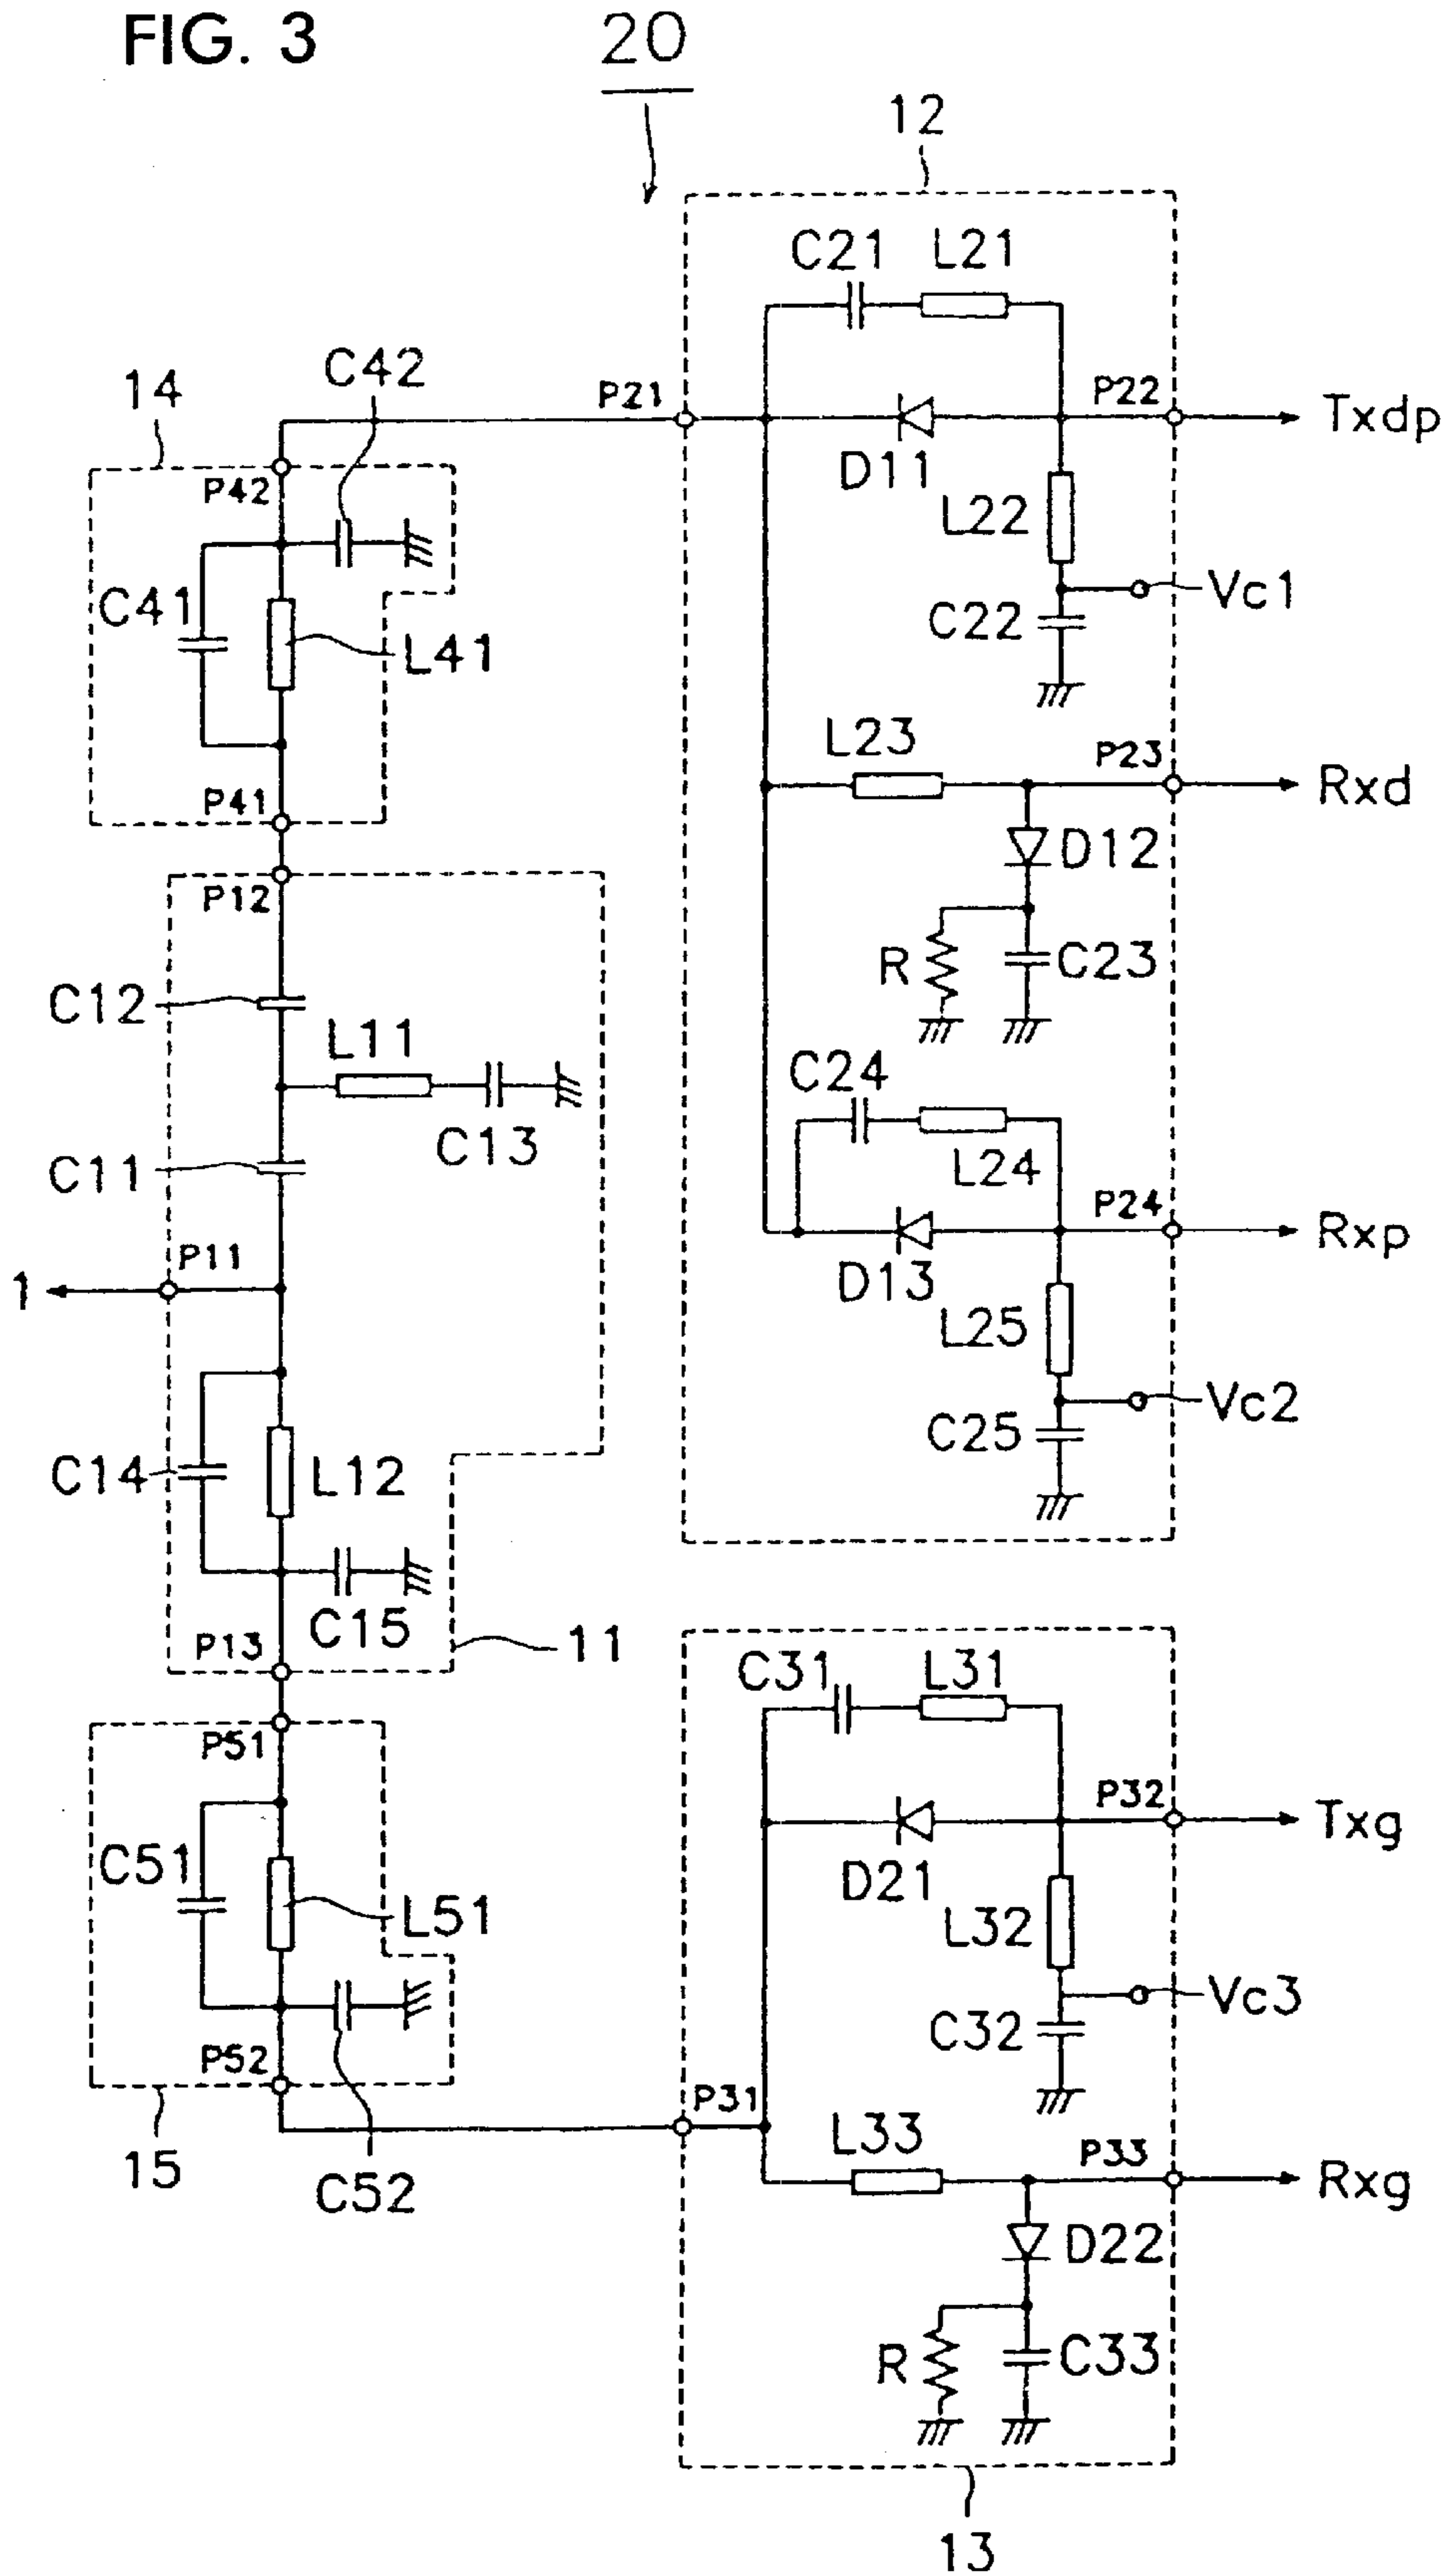 FIG. 3
20
12
C21 L21
C42
14
P21
P22
Txdp
D11
P42
L22
Vc1
C41
C22
L41
L23
P23
Rxd
P41
D12
P12
R
C23
C12
L11
C24
C13
C11
L24
P24
Rxp
P11
1
D13
L25
Vc2
C14
L12
C25
C15
P13
11
C31
L31
P51
P32
Txg
C51
D21
L51
L32
Vc3
C32
P52
P31
L33
P33
15
C52
Rxg
D22
R
C33
13